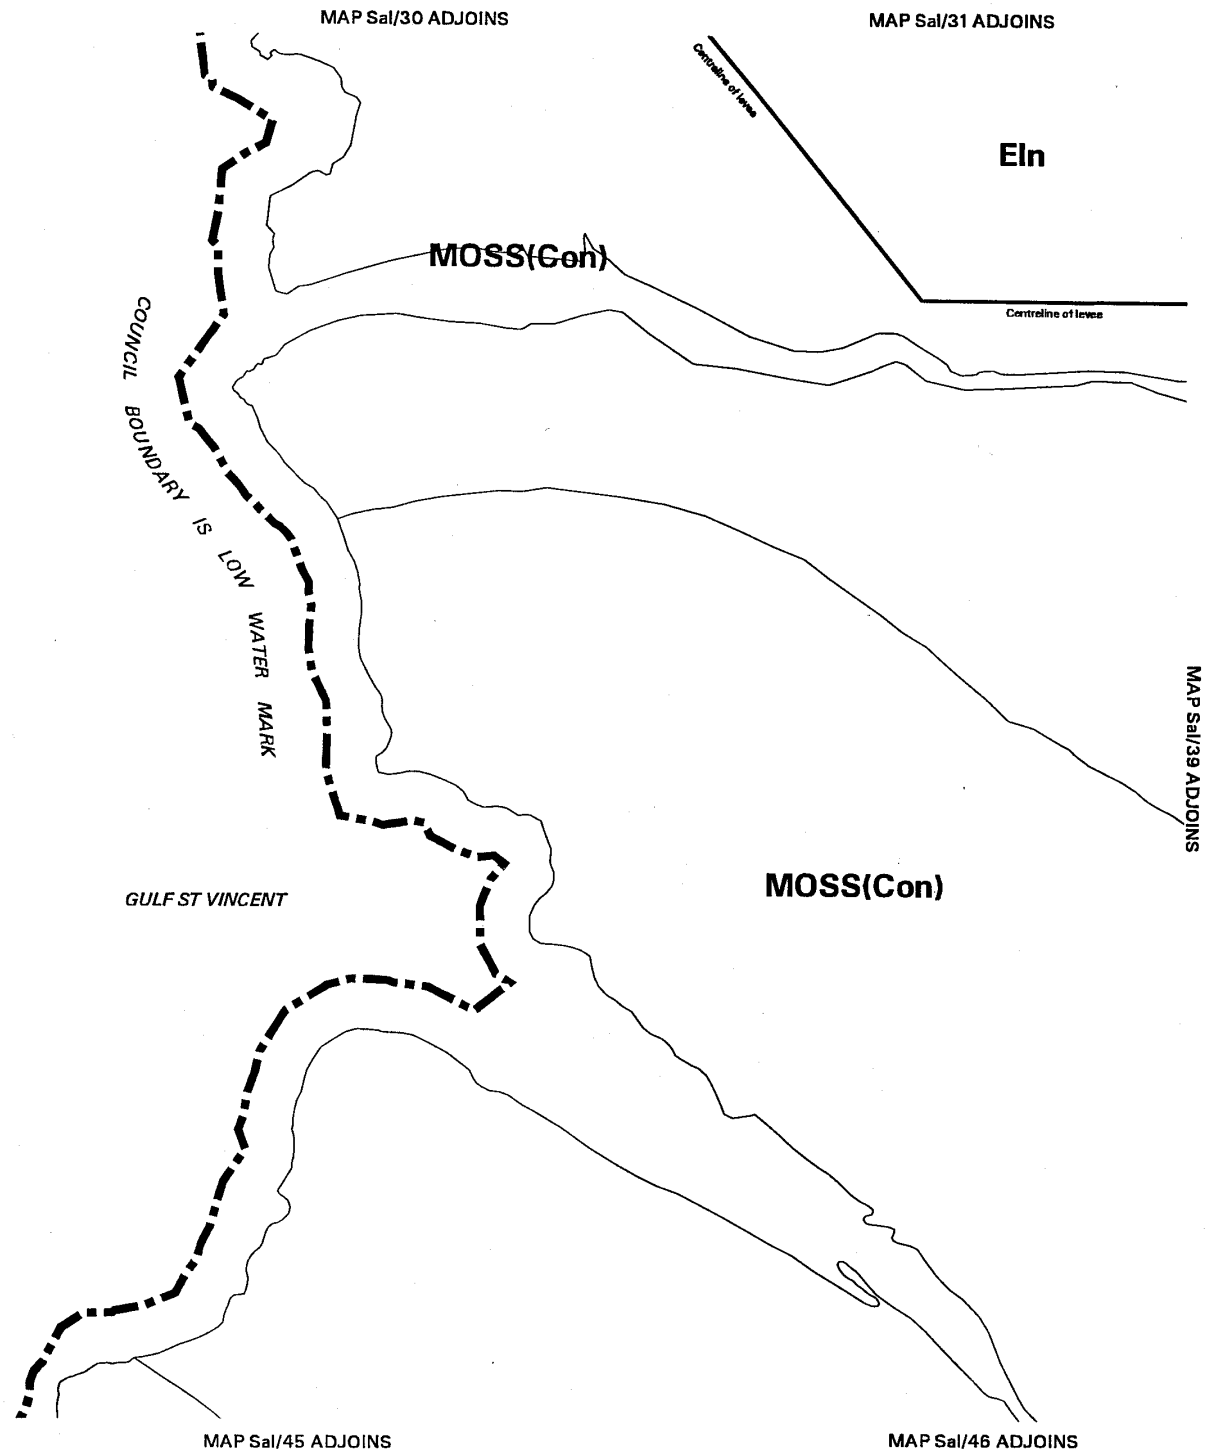 MAP Sal/30 ADJOINS
MAP Sal/31 ADJOINS
Centreline of levee
Eln
MOSS(Con)
Centreline of levee
COUNCIL BOUNDARY IS LOW WATER MARK
MAP Sal/39 ADJOINS
MOSS(Con)
GULF ST VINCENT
MAP Sal/45 ADJOINS
MAP Sal/46 ADJOINS